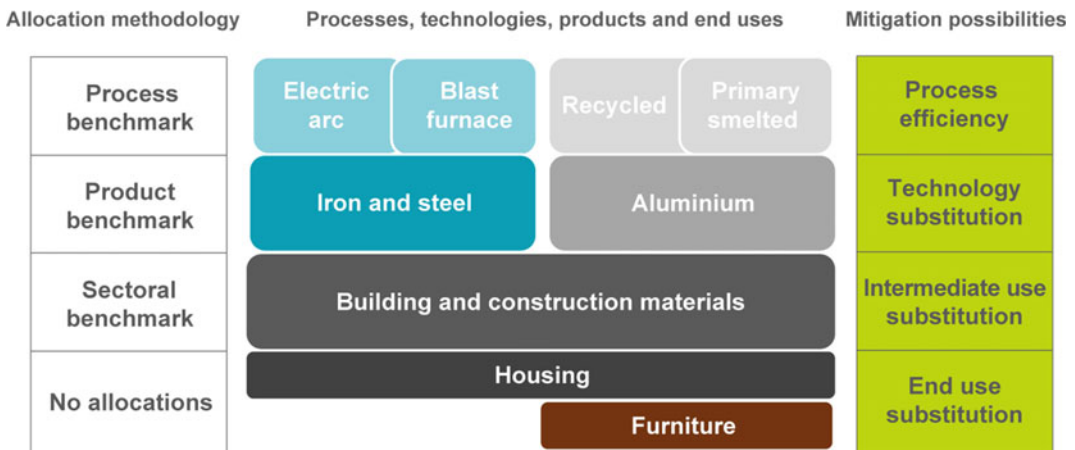 Allocation methodology
Processes, technologies, products and end uses
Mitigation possibilities
Process
benchmark
Electric
arc
Blast
furnace
Recycled
Primary
smelted
Process
efficiency
Product
benchmark
Iron and steel
Aluminium
Technology
substitution
Sectoral
benchmark
Building and construction materials
Intermediate use
substitution
No allocations
Housing
Furniture
End use
substitution